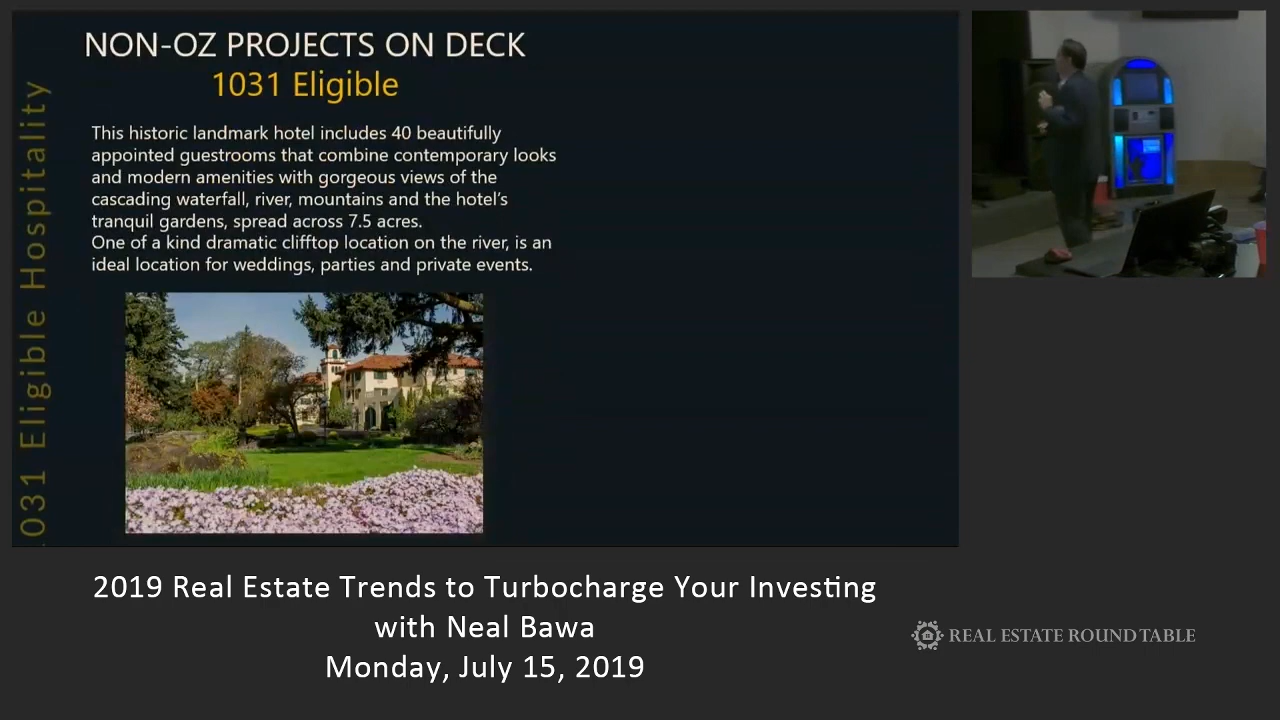 NON-OZ PROJECTS ON DECK
1031 Eligible
This historic landmark hotel includes 40 beautifully
appointed guestrooms that combine contemporary looks
and modern amenities with gorgeous views of the
cascading waterfall, river, mountains and the hotel's
tranquil gardens, spread across 7.5 acres.
One of a kind dramatic clifftop location on the river, is an
ideal location for weddings, parties and private events.
1031 Eligible Hospitality
2019 Real Estate Trends to Turbocharge Your Investing
with Neal Bawa
Monday, July 15, 2019
REAL ESTATE ROUND TABLE